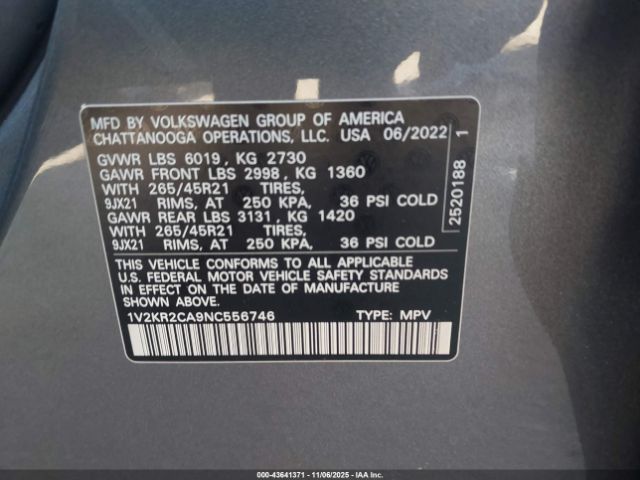 MFD BY VOLKSWAGEN GROUP OF AMERICA
CHATTANOOGA OPERATIONS, LLC. USA 06/2022
GVWR LBS 6019, KG 2730
GAWR FRONT LBS 2998, KG 1360
WITH 265/45R21 TIRES,
9JX21 RIMS, AT 250 KPA, 36 PSI COLD
GAWR REAR LBS 3131, KG 1420
WITH 265/45R21 TIRES,
9JX21 RIMS, AT 250 KPA, 36 PSI COLD
THIS VEHICLE CONFORMS TO ALL APPLICABLE
U.S. FEDERAL MOTOR VEHICLE SAFETY STANDARDS
IN EFFECT ON THE DATE OF MANUFACTURE
SHOWN ABOVE.
1V2KR2CA9NC556746 TYPE: MPV
2520188 1
000-43641371 - 11/06/2025 - IAAI.COM